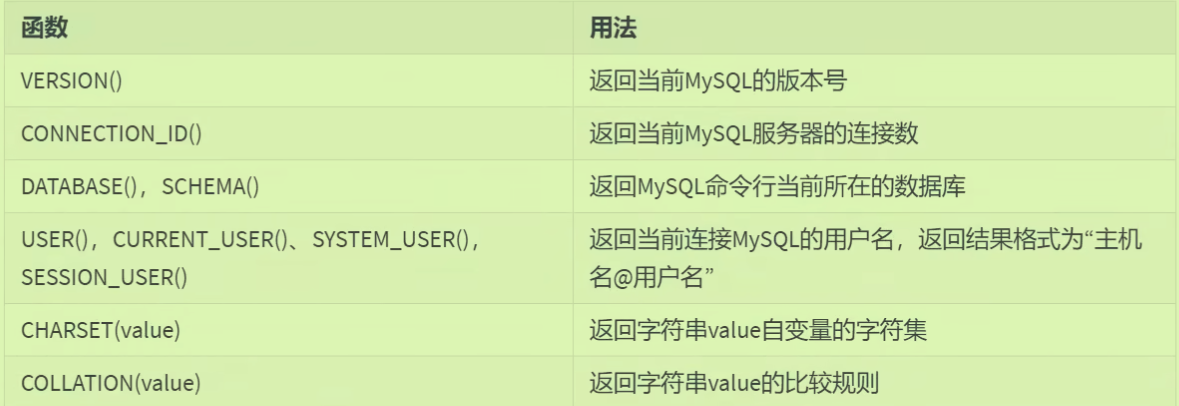 函数 用法
VERSION() 返回当前MySQL的版本号
CONNECTION_ID() 返回当前MySQL服务器的连接数
DATABASE()，SCHEMA() 返回MySQL命令行当前所在的数据库
USER()，CURRENT_USER()、SYSTEM_USER()，
SESSION_USER()
返回当前连接MySQL的用户名，返回结果格式为“主机
名@用户名”
CHARSET(value) 返回字符串value自变量的字符集
COLLATION(value) 返回字符串value的比较规则